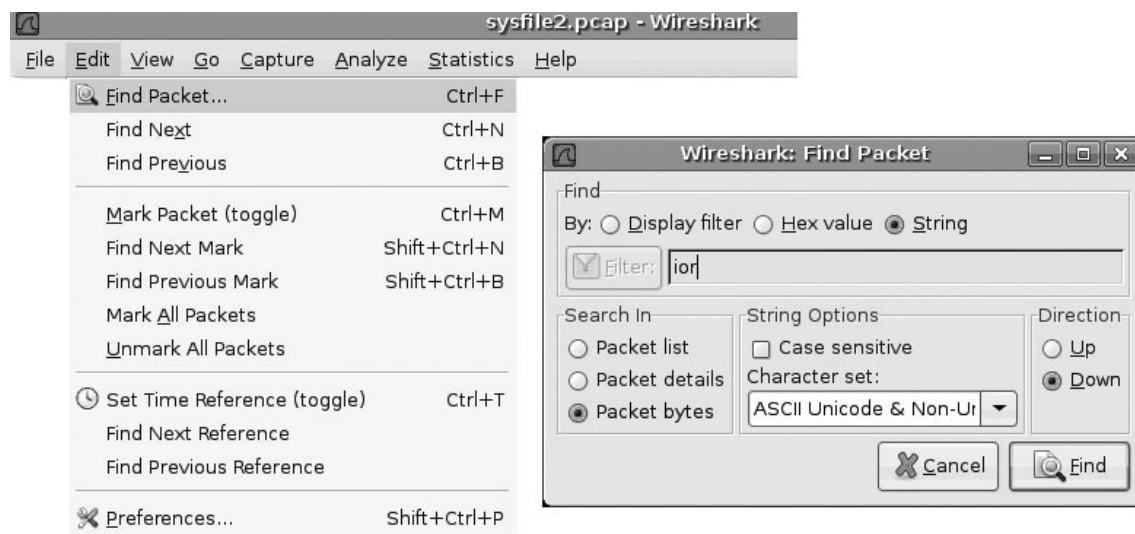 sysfile2.pcap - Wireshark
File Edit View Go Capture Analyze Statistics Help
Find Packet... Ctrl+F
Find Next Ctrl+N
Find Previous Ctrl+B
Mark Packet (toggle) Ctrl+M
Find Next Mark Shift+Ctrl+N
Find Previous Mark Shift+Ctrl+B
Mark All Packets
Unmark All Packets
Set Time Reference (toggle) Ctrl+T
Find Next Reference
Find Previous Reference
Preferences... Shift+Ctrl+P
Wireshark: Find Packet
Find
By: Display filter Hex value String
Filter: ior
Search In
Packet list
Packet details
Packet bytes
String Options
Case sensitive
Character set:
ASCII Unicode & Non-Ur
Direction
Up
Down
Cancel Find